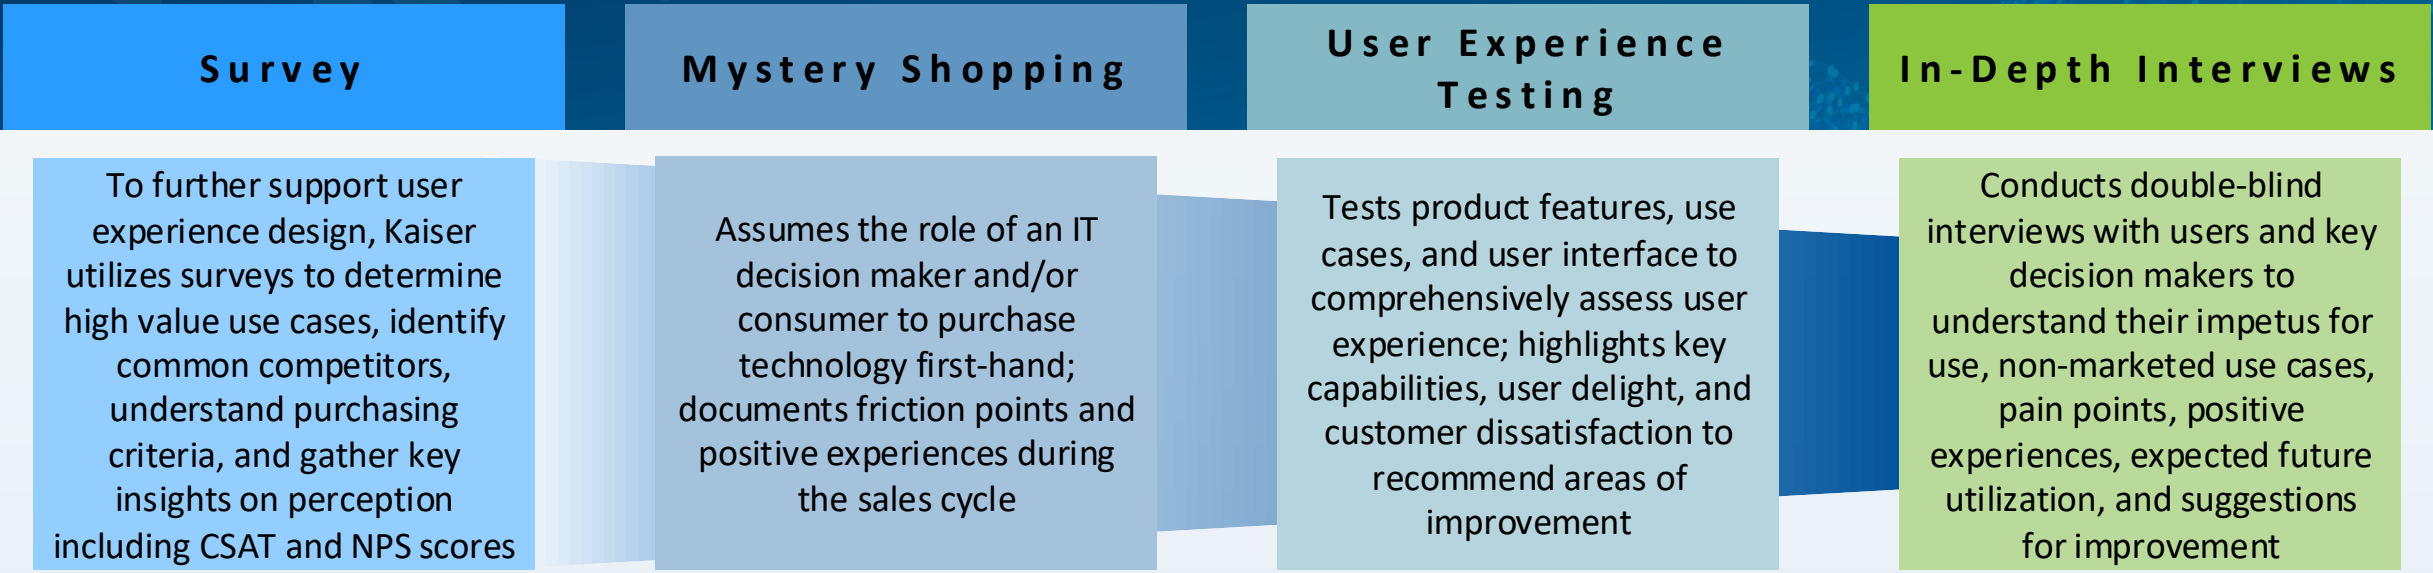 Survey
To further support user
experience design, Kaiser
utilizes surveys to determine
high value use cases, identify
common competitors,
understand purchasing
criteria, and gather key
insights on perception
including CSAT and NPS scores
Mystery Shopping
Assumes the role of an IT
decision maker and/or
consumer to purchase
technology first-hand;
documents friction points and
positive experiences during
the sales cycle
User Experience
Testing
Tests product features, use
cases, and user interface to
comprehensively assess user
experience; highlights key
capabilities, user delight, and
customer dissatisfaction to
recommend areas of
improvement
In-Depth Interviews
Conducts double-blind
interviews with users and key
decision makers to
understand their impetus for
use, non-marketed use cases,
pain points, positive
experiences, expected future
utilization, and suggestions
for improvement